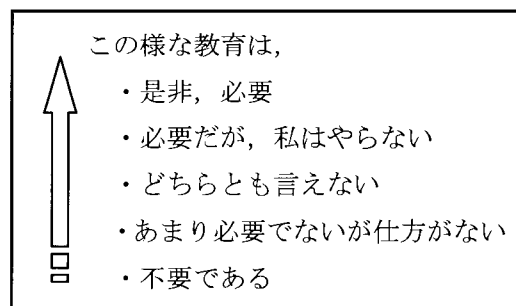 この様な教育は，
・是非，必要
・必要だが，私はやらない
・どちらとも言えない
・あまり必要でないが仕方がない
・不要である